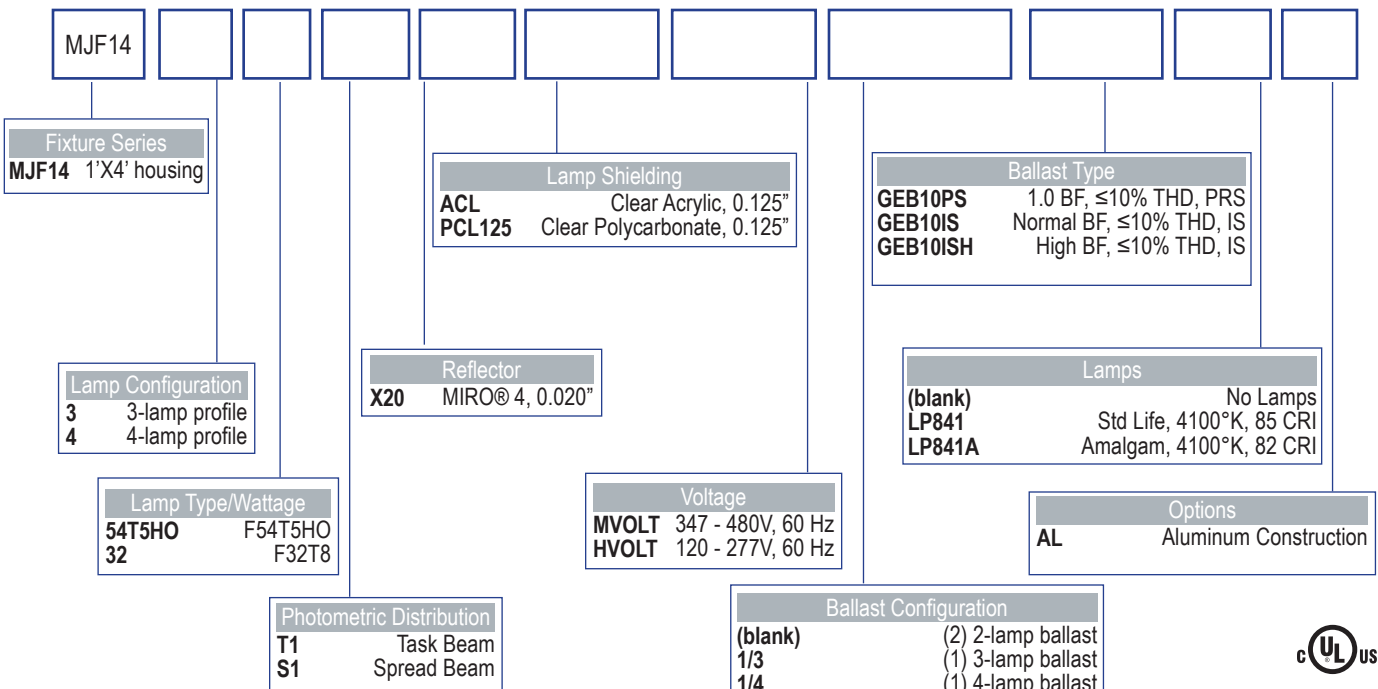 MJF14
Fixture Series
MJF14 1’X4’ housing
Lamp Shielding
ACL Clear Acrylic, 0.125”
PCL125 Clear Polycarbonate, 0.125”
Ballast Type
GEB10PS 1.0 BF, ≤10% THD, PRS
GEB10IS Normal BF, ≤10% THD, IS
GEB10ISH High BF, ≤10% THD, IS
Lamp Configuration
3 3-lamp profile
4 4-lamp profile
Reflector
X20 MIRO® 4, 0.020”
Lamps
(blank) No Lamps
LP841 Std Life, 4100°K, 85 CRI
LP841A Amalgam, 4100°K, 82 CRI
Lamp Type/Wattage
54T5HO F54T5HO
32 F32T8
Voltage
MVOLT 347 - 480V, 60 Hz
HVOLT 120 - 277V, 60 Hz
Options
AL Aluminum Construction
Photometric Distribution
T1 Task Beam
S1 Spread Beam
Ballast Configuration
(blank) (2) 2-lamp ballast
1/3 (1) 3-lamp ballast
1/4 (1) 4-lamp ballast
c UL ® US